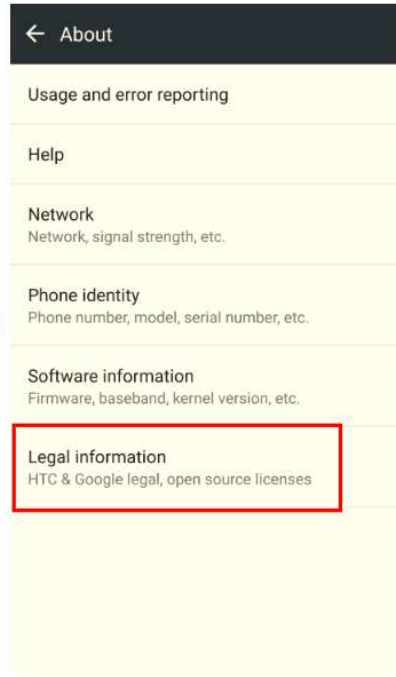 About
Usage and error reporting
Help
Network
Network, signal strength, etc.
Phone identity
Phone number, model, serial number, etc.
Software information
Firmware, baseband, kernel version, etc.
Legal information
HTC & Google legal, open source licenses